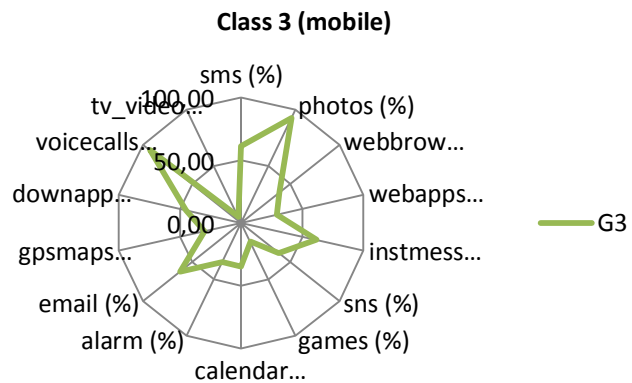 Class 3 (mobile)
sms (%)
photos (%)
webbrow...
webapps...
instmess...
sns (%)
games (%)
calendar...
alarm (%)
email (%)
gpsmaps...
downapp...
voicecalls...
tv_video...
100,00
50,00
0,00
G3